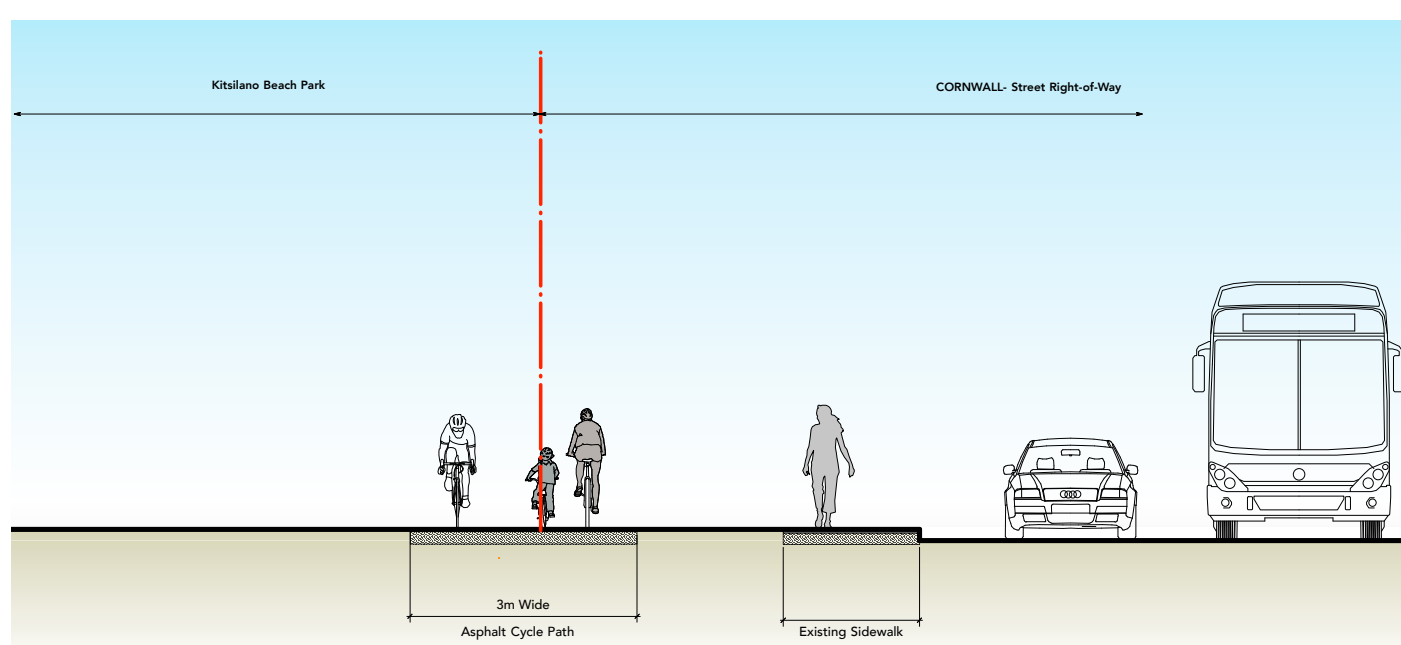 Kitsilano Beach Park
CORNWALL- Street Right-of-Way
3m Wide
Asphalt Cycle Path
Existing Sidewalk